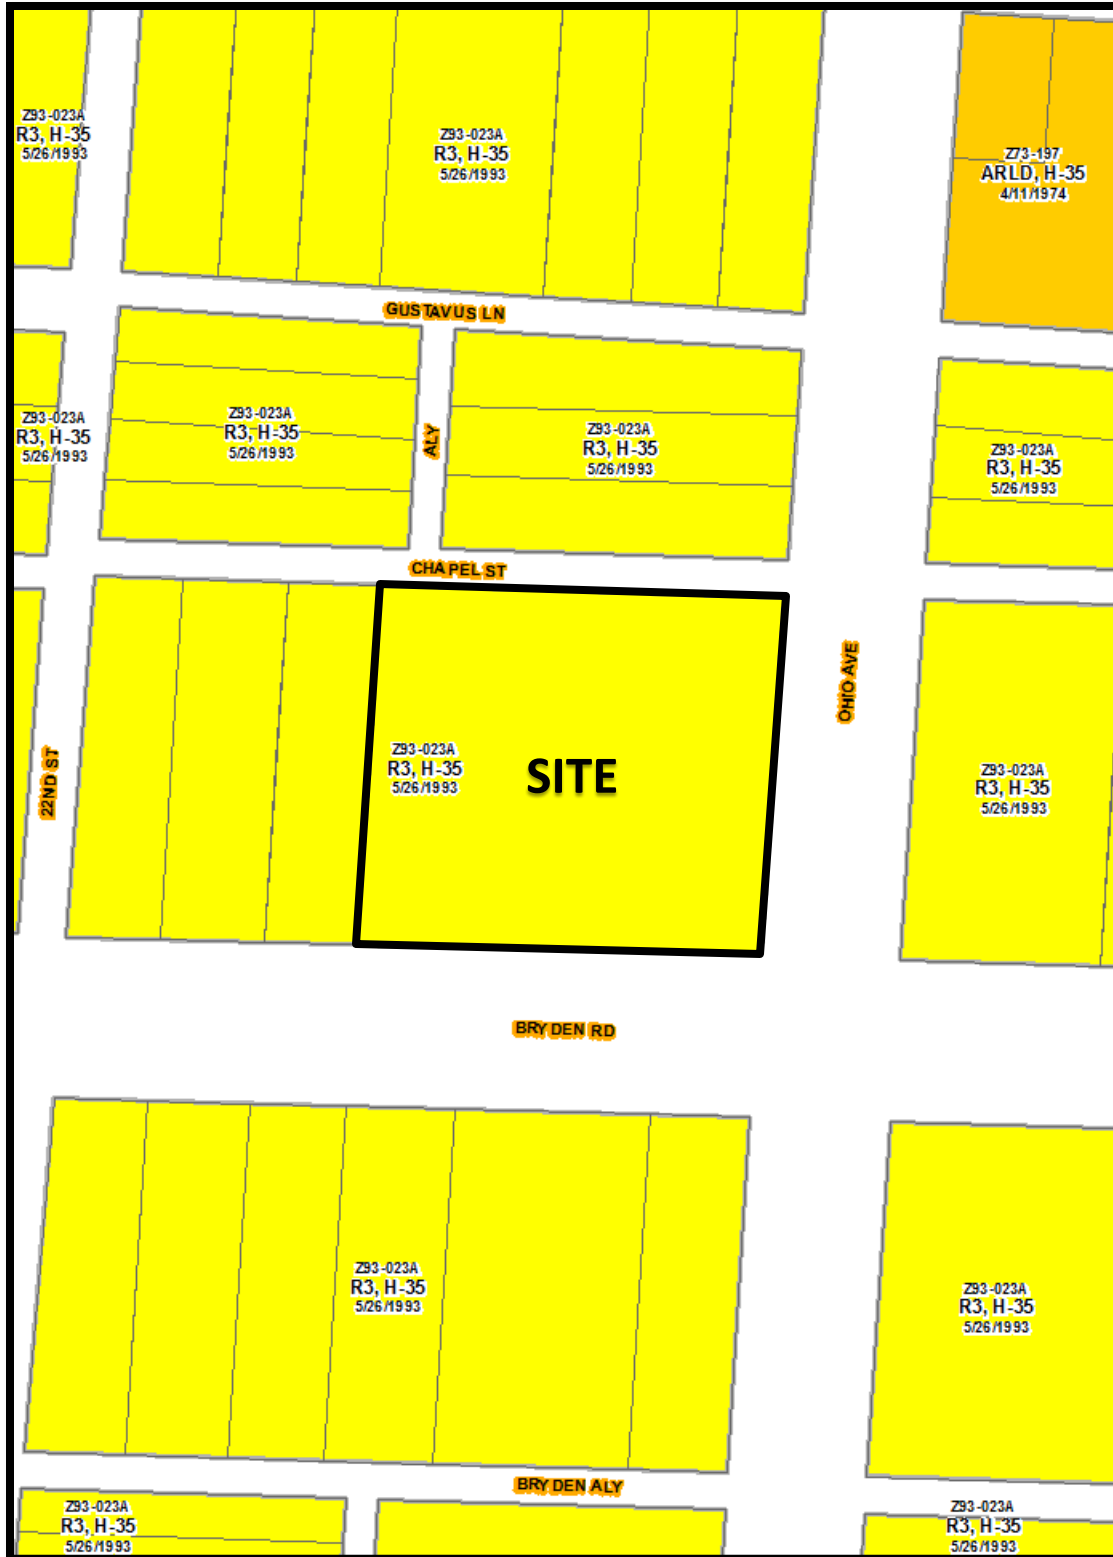 Z93-023A
R3, H-35
5/26/1993
Z93-023A
R3, H-35
5/26/1993
Z73-197
ARLD, H-35
4/11/1974
GUSTAVUS LN
Z93-023A
R3, H-35
5/26/1993
Z93-023A
R3, H-35
5/26/1993
ALY
Z93-023A
R3, H-35
5/26/1993
Z93-023A
R3, H-35
5/26/1993
CHAPEL ST
OHIO AVE
22ND ST
Z93-023A
R3, H-35
5/26/1993
SITE
Z93-023A
R3, H-35
5/26/1993
BRYDEN RD
Z93-023A
R3, H-35
5/26/1993
Z93-023A
R3, H-35
5/26/1993
BRYDEN ALY
Z93-023A
R3, H-35
5/26/1993
Z93-023A
R3, H-35
5/26/1993